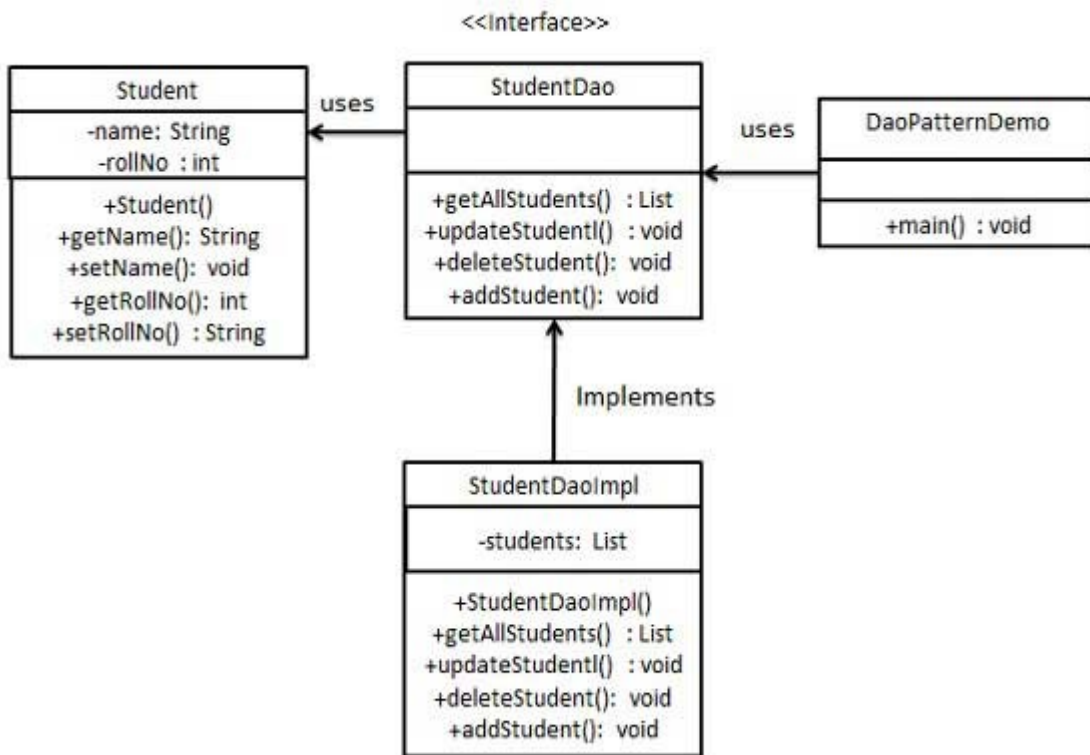 <<Interface>>
Student
-name: String
-rollNo : int
+Student()
+getName(): String
+setName(): void
+getRollNo(): int
+setRollNo() : String
uses
StudentDao
+getAllStudents() : List
+updateStudentl() : void
+deleteStudent(): void
+addStudent(): void
uses
DaoPatternDemo
+main() : void
Implements
StudentDaoImpl
-students: List
+StudentDaoImpl()
+getAllStudents() : List
+updateStudentl() : void
+deleteStudent(): void
+addStudent(): void